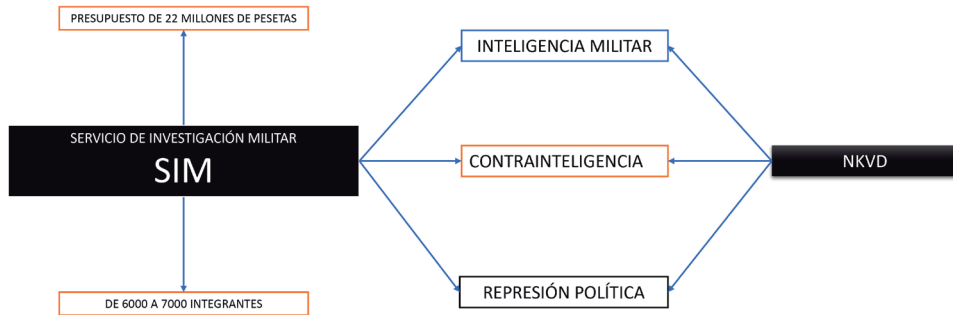 PRESUPUESTO DE 22 MILLONES DE PESETAS
INTELIGENCIA MILITAR
SERVICIO DE INVESTIGACIÓN MILITAR
SIM
CONTRAINTELIGENCIA
NKVD
REPRESIÓN POLÍTICA
DE 6000 A 7000 INTEGRANTES